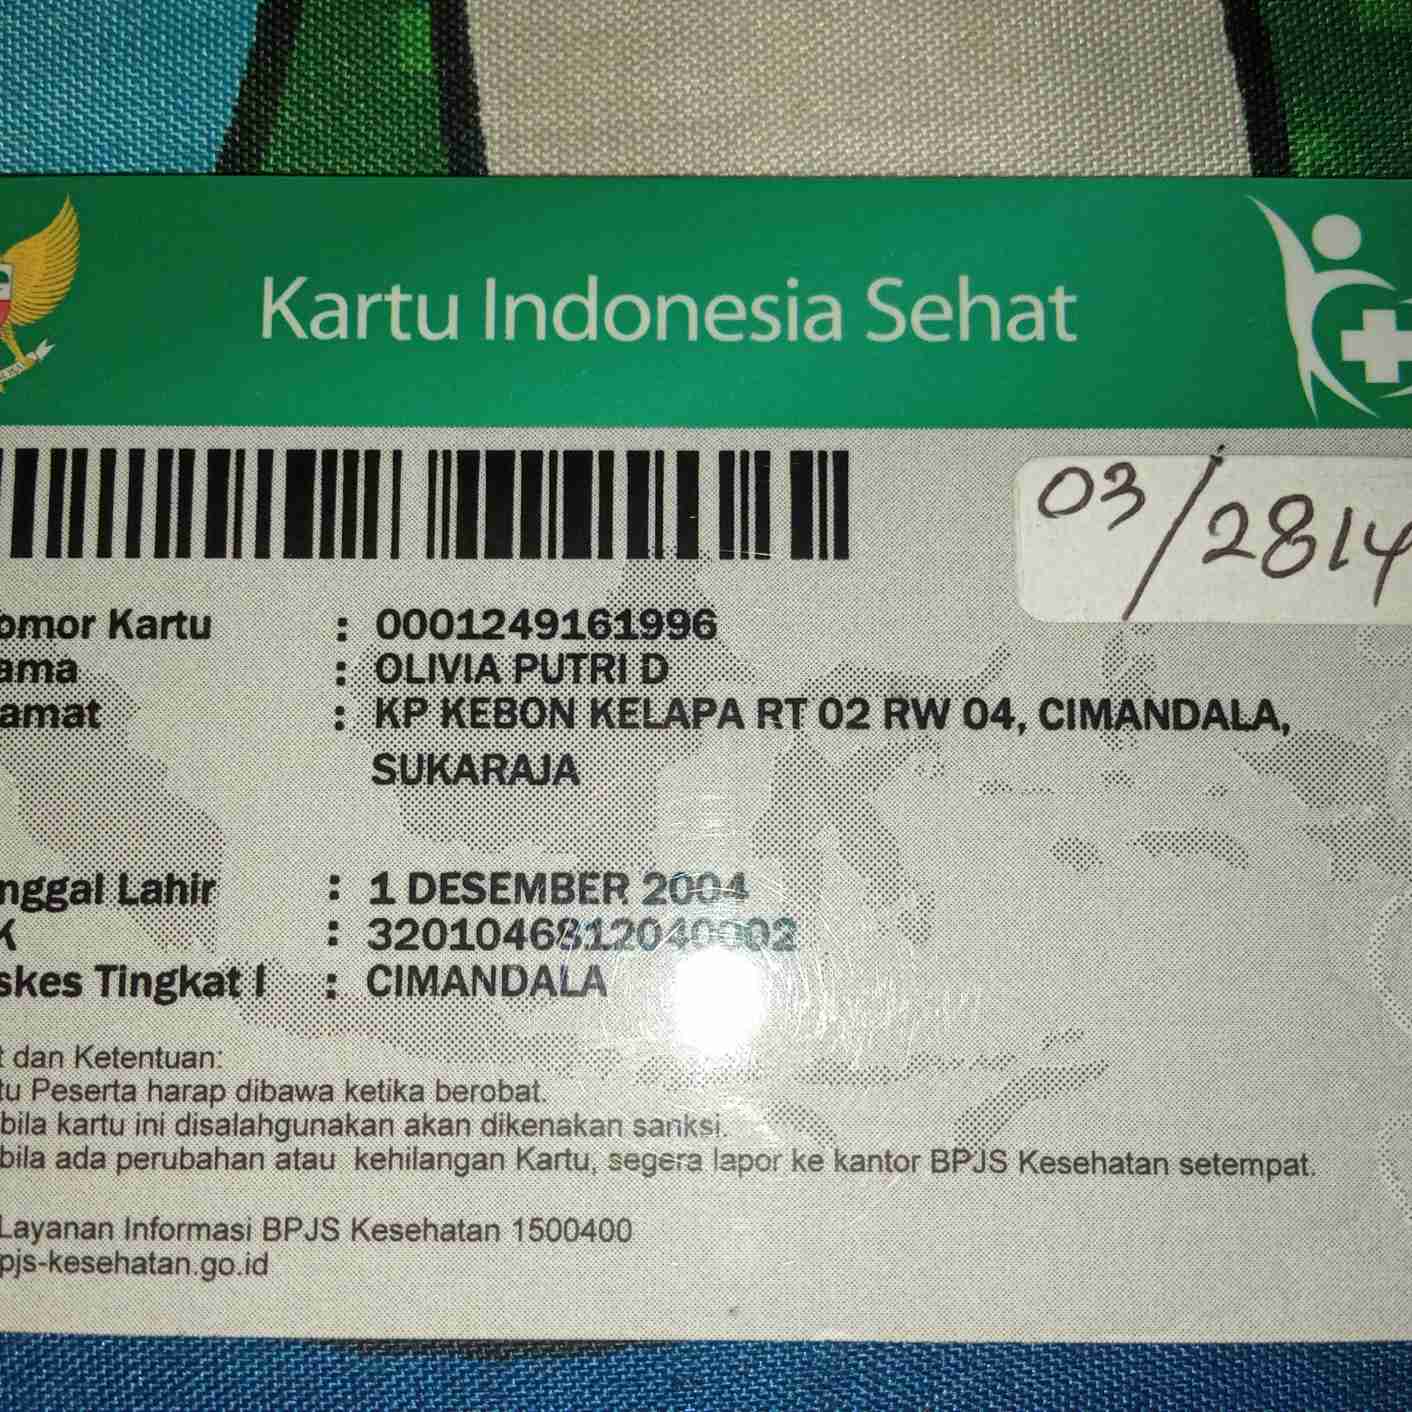 Kartu Indonesia Sehat
03/2814
omor Kartu : 0001249161996
ama : OLIVIA PUTRI D
amat : KP KEBON KELAPA RT 02 RW 04, CIMANDALA,
SUKARAJA
nggal Lahir : 1 DESEMBER 2004
K : 3201046812040002
skes Tingkat I : CIMANDALA
t dan Ketentuan:
tu Peserta harap dibawa ketika berobat.
bila kartu ini disalahgunakan akan dikenakan sanksi.
bila ada perubahan atau kehilangan Kartu, segera lapor ke kantor BPJS Kesehatan setempat.
Layanan Informasi BPJS Kesehatan 1500400
pjs-kesehatan.go.id